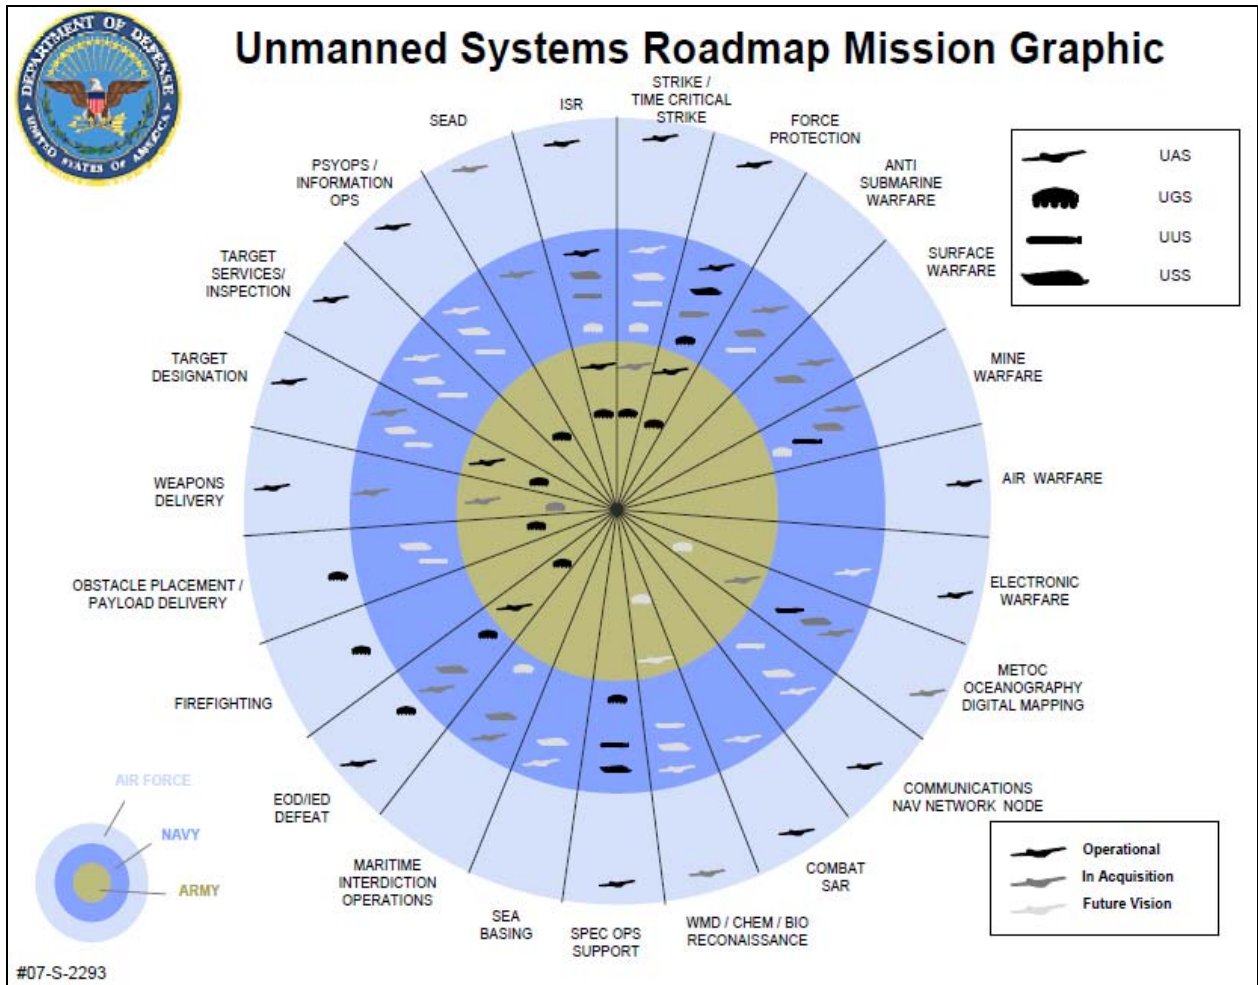 DEPARTMENT OF DEFENSE
UNITED STATES OF AMERICA
Unmanned Systems Roadmap Mission Graphic
ISR
STRIKE /
TIME CRITICAL
STRIKE
FORCE
PROTECTION
ANTI
SUBMARINE
WARFARE
SURFACE
WARFARE
MINE
WARFARE
AIR WARFARE
ELECTRONIC
WARFARE
METOC
OCEANOGRAPHY
DIGITAL MAPPING
COMMUNICATIONS
NAV NETWORK NODE
COMBAT
SAR
WMD / CHEM / BIO
RECONAISSANCE
SPEC OPS
SUPPORT
SEA
BASING
MARITIME
INTERDICTION
OPERATIONS
EOD/IED
DEFEAT
FIREFIGHTING
OBSTACLE PLACEMENT /
PAYLOAD DELIVERY
WEAPONS
DELIVERY
TARGET
DESIGNATION
TARGET
SERVICES/
INSPECTION
PSYOPS /
INFORMATION
OPS
SEAD
UAS
UGS
UUS
USS
Operational
In Acquisition
Future Vision
AIR FORCE
NAVY
ARMY
#07-S-2293